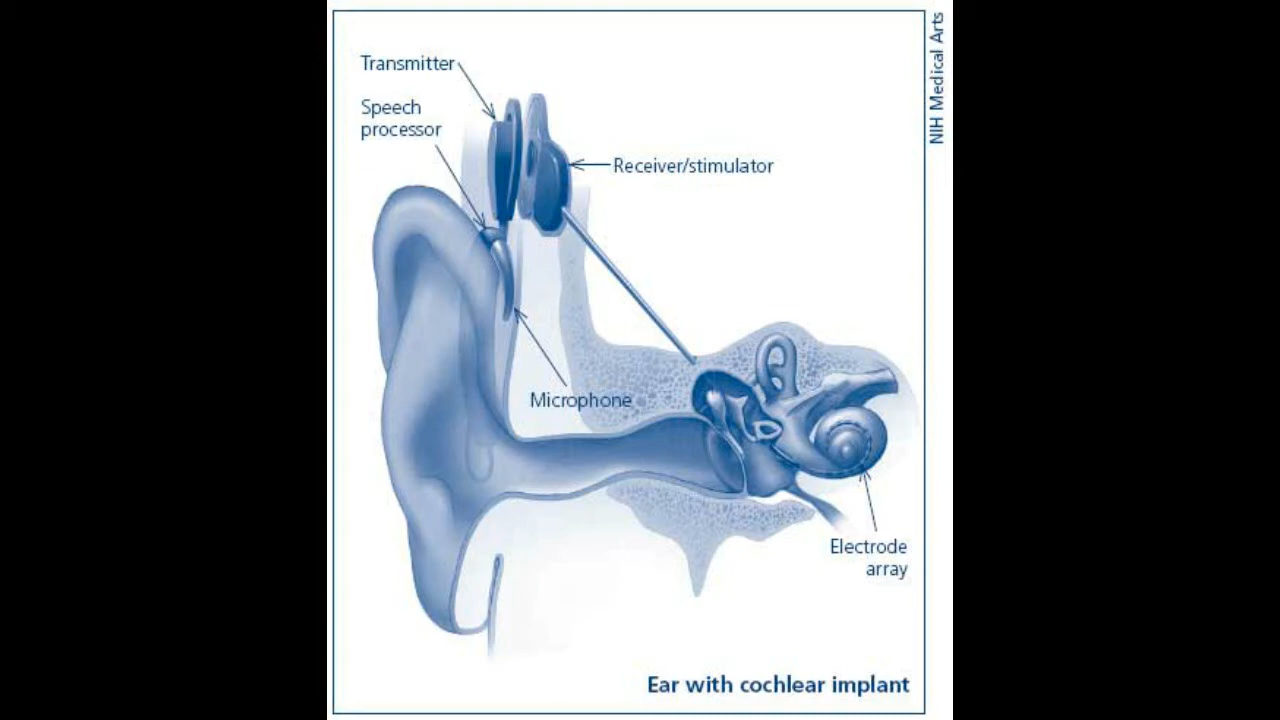 Transmitter
Speech
processor
Receiver/stimulator
Microphone
Electrode
array
Ear with cochlear implant
NIH Medical Arts